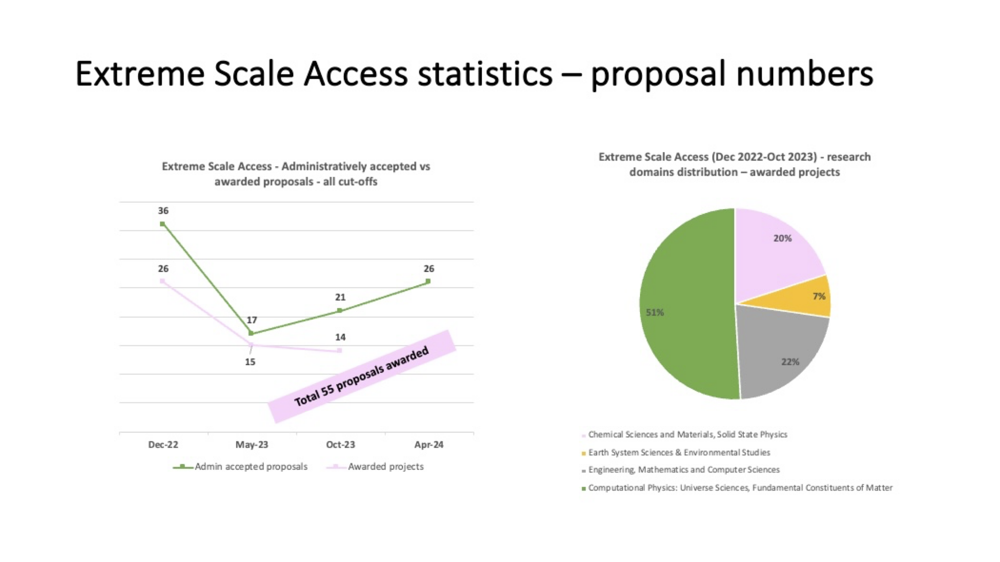 Extreme Scale Access statistics – proposal numbers
Extreme Scale Access - Administratively accepted vs
awarded proposals - all cut-offs
36
26
17
15
21
14
26
Total 55 proposals awarded
Dec-22
May-23
Oct-23
Apr-24
Admin accepted proposals
Awarded projects
Extreme Scale Access (Dec 2022-Oct 2023) - research
domains distribution – awarded projects
20%
7%
51%
22%
Chemical Sciences and Materials, Solid State Physics
Earth System Sciences & Environmental Studies
Engineering, Mathematics and Computer Sciences
Computational Physics: Universe Sciences, Fundamental Constituents of Matter